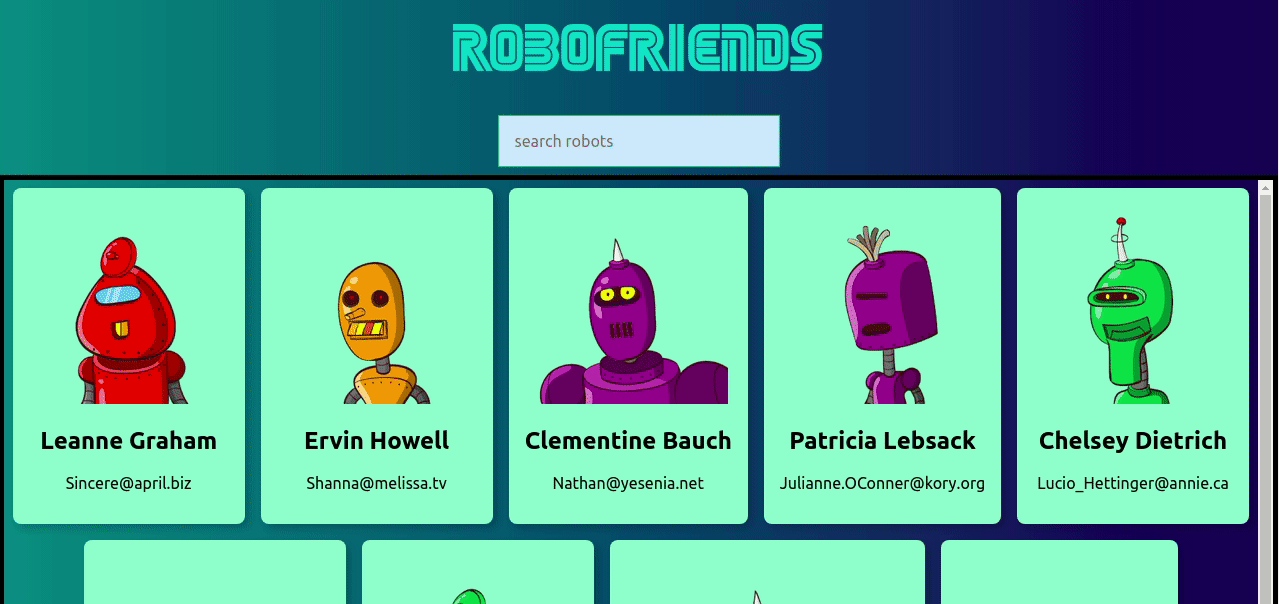 ROBOFRIENDS
search robots
Leanne Graham
Sincere@april.biz
Ervin Howell
Shanna@melissa.tv
Clementine Bauch
Nathan@yesenia.net
Patricia Lebsack
Julianne.OConner@kory.org
Chelsey Dietrich
Lucio_Hettinger@annie.ca